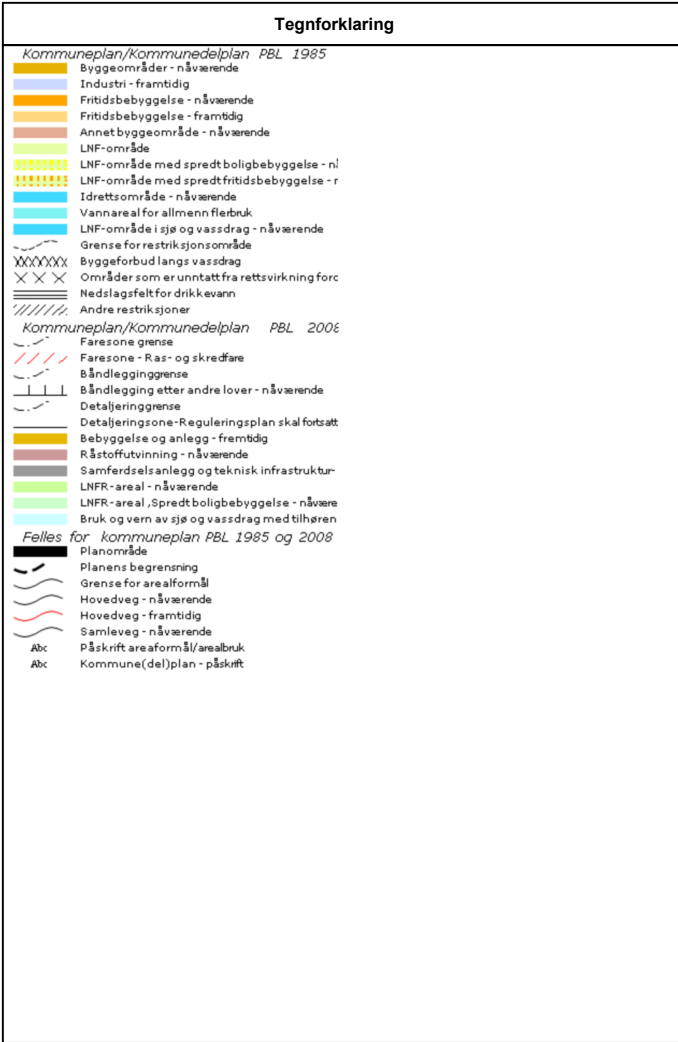 Tegnforklaring
Kommuneplan/Kommunedelplan PBL 1985
Byggeområder - nåværende
Industri - framtidig
Fritidsbebyggelse - nåværende
Fritidsbebyggelse - framtidig
Annet byggeområde - nåværende
LNF-område
LNF-område med spredt boligbebyggelse -
LNF-område med spredt fritidsbebyggelse -
Idrettsområde - nåværende
Vannareal for allmenn flerbruk
LNF-område i sjø og vassdrag - nåværende
Grense for restriksjonsområde
Byggeforbud langs vassdrag
Områder som er unntatt fra rettsvirkning
Nedslagsfelt for drikkevann
Andre restriksjoner
Kommuneplan/Kommunedelplan PBL 2008
Faresone grense
Faresone - Ras- og skredfare
Båndlegginggrense
Båndlegging etter andre lover - nåværende
Detaljeringgrense
Detaljeringsone-Reguleringsplan skal fortsatt
Bebyggelse og anlegg - fremtidig
Råstoffutvinning - nåværende
Samferdselsanlegg og teknisk infrastruktur-
LNFR-areal - nåværende
LNFR-areal ,Spredt boligbebyggelse - nåvære
Bruk og vern av sjø og vassdrag med tilhøren
Felles for kommuneplan PBL 1985 og 2008
Planområde
Planens begrensning
Grense for arealformål
Hovedveg - nåværende
Hovedveg - framtidig
Samleveg - nåværende
Abc Påskrift areaformål/arealbruk
Abc Kommune(del)plan - påskrift